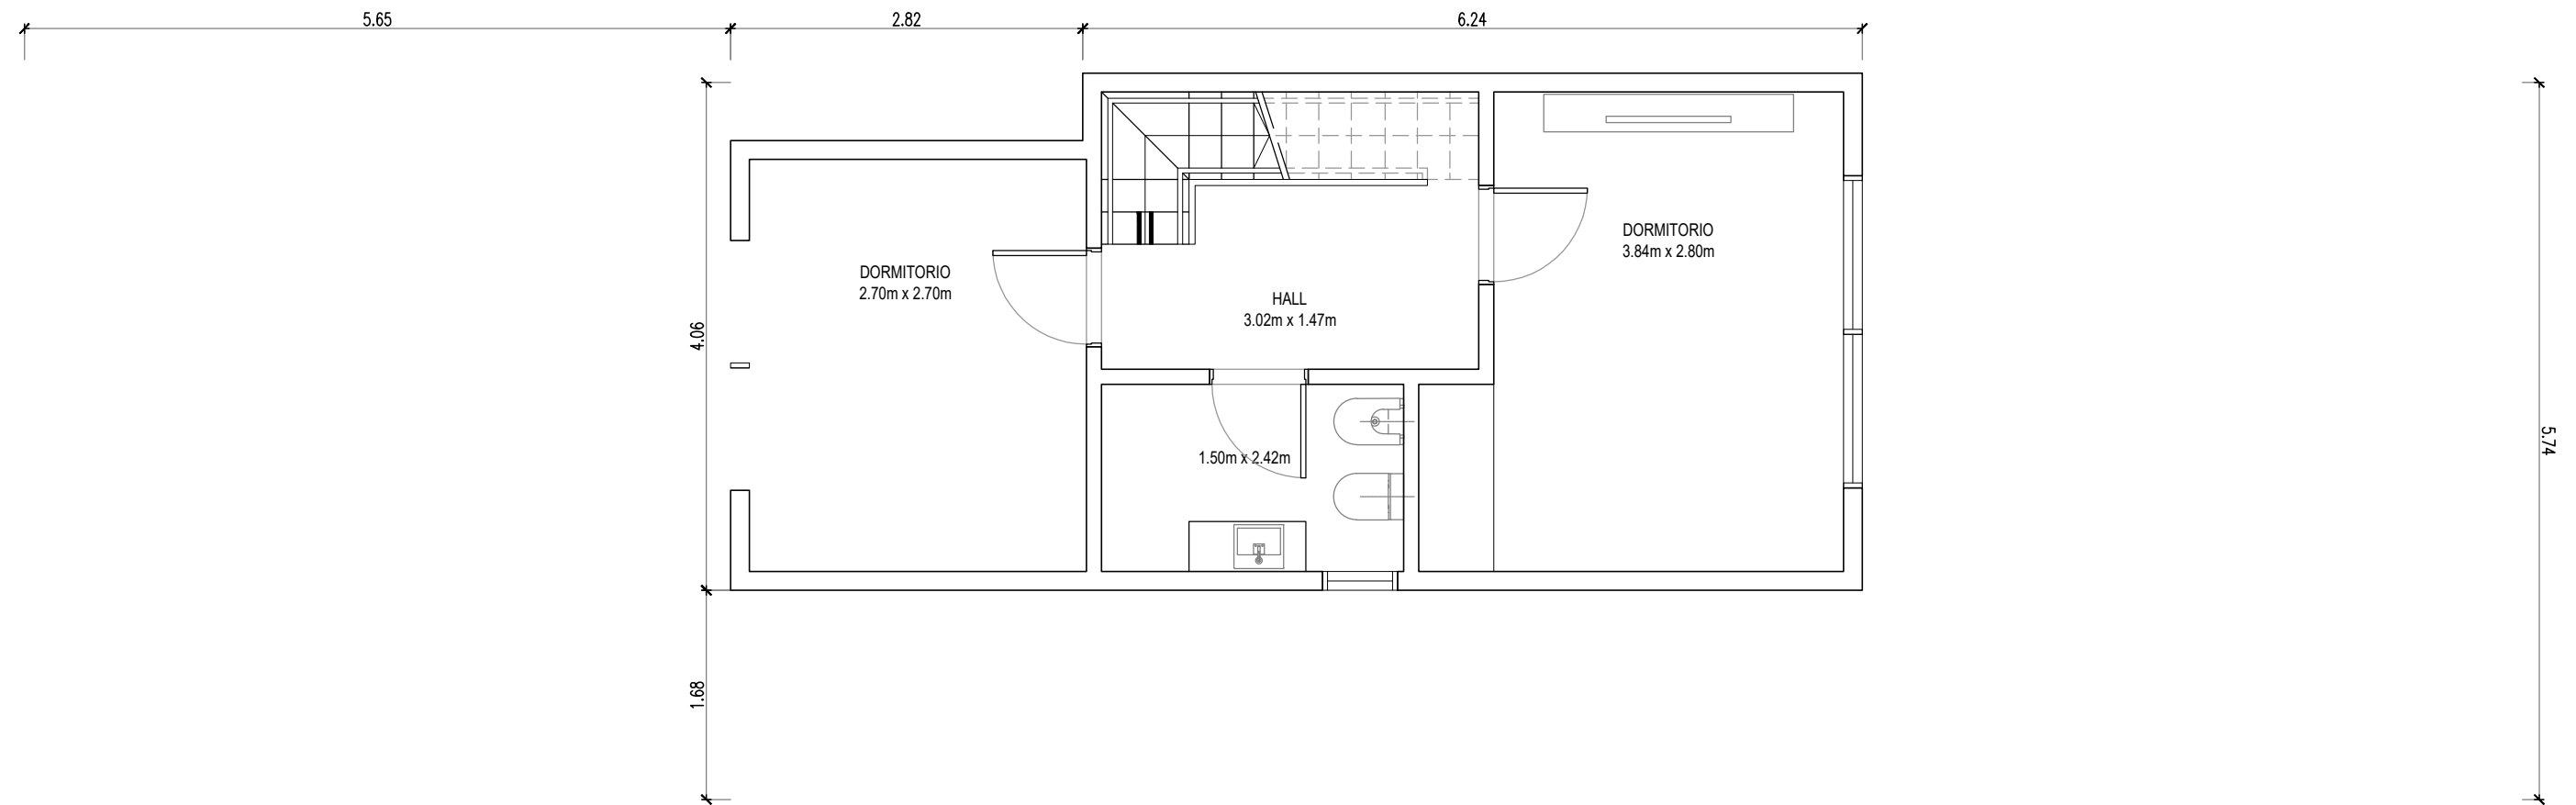 5.65
2.82
6.24
DORMITORIO
3.84m x 2.80m
DORMITORIO
2.70m x 2.70m
HALL
3.02m x 1.47m
4.06
5.74
1.50m x 2.42m
1.68